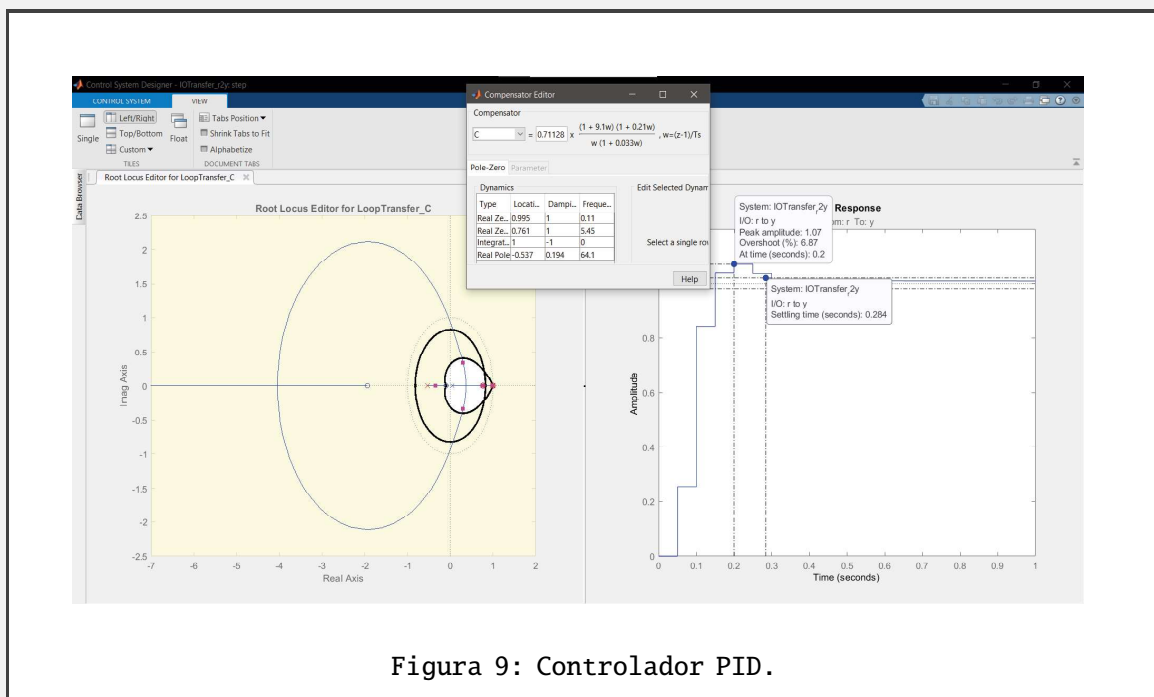 Control System Designer - IOTransfer_r2y: step
CONTROL SYSTEM
VIEW
Single
Left/Right
Top/Bottom
Custom
Float
Tabs Position
Shrink Tabs to Fit
Alphabetize
TILES
DOCUMENT TABS
Data Browser
Root Locus Editor for LoopTransfer_C
Root Locus Editor for LoopTransfer_C
2.5
2
1.5
1
0.5
0
-0.5
-1
-1.5
-2
-2.5
Imag Axis
-7 -6 -5 -4 -3 -2 -1 0 1 2
Real Axis
Compensator Editor
Compensator
C = 0.71128 x (1 + 9.1w) (1 + 0.21w)
w (1 + 0.033w)
, w=(z-1)/Ts
Pole-Zero Parameter
Dynamics
Type Locati... Dampi... Freque...
Real Ze... 0.995 1 0.11
Real Ze... 0.761 1 5.45
Integrat... 1 -1 0
Real Pole -0.537 0.194 64.1
Edit Selected Dynam
Select a single ro
Help
Response
om: r To: y
System: IOTransfer_r2y
I/O: r to y
Peak amplitude: 1.07
Overshoot (%): 6.87
At time (seconds): 0.2
System: IOTransfer_r2y
I/O: r to y
Settling time (seconds): 0.284
0.8
0.6
0.4
0.2
0
Amplitude
0 0.1 0.2 0.3 0.4 0.5 0.6 0.7 0.8 0.9 1
Time (seconds)
Figura 9: Controlador PID.